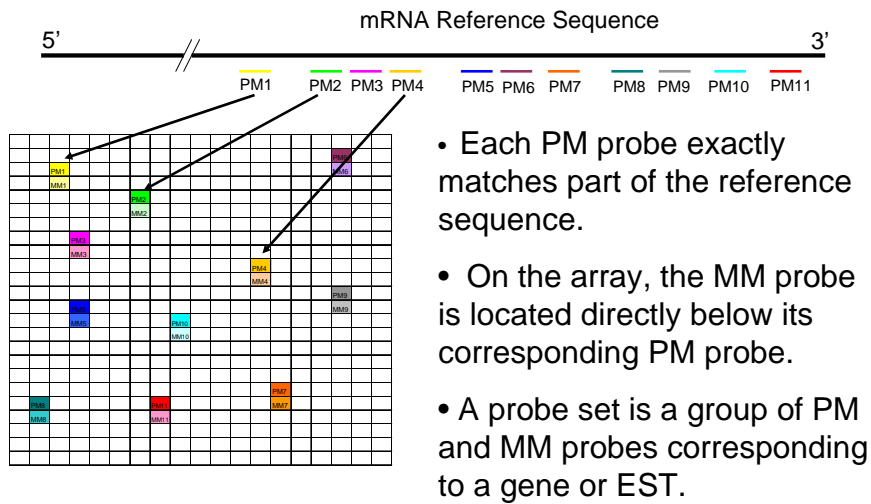 mRNA Reference Sequence
5’ 3’
PM1 PM2 PM3 PM4 PM5 PM6 PM7 PM8 PM9 PM10 PM11
PM6
PM1 MM6
MM1
PM2
MM2
PM3
MM3
PM4
MM4
PM9
PM5 MM9
MM5 PM10
MM10
PM7
PM8 PM11 MM7
MM8 MM11
• Each PM probe exactly
matches part of the reference
sequence.
• On the array, the MM probe
is located directly below its
corresponding PM probe.
• A probe set is a group of PM
and MM probes corresponding
to a gene or EST.